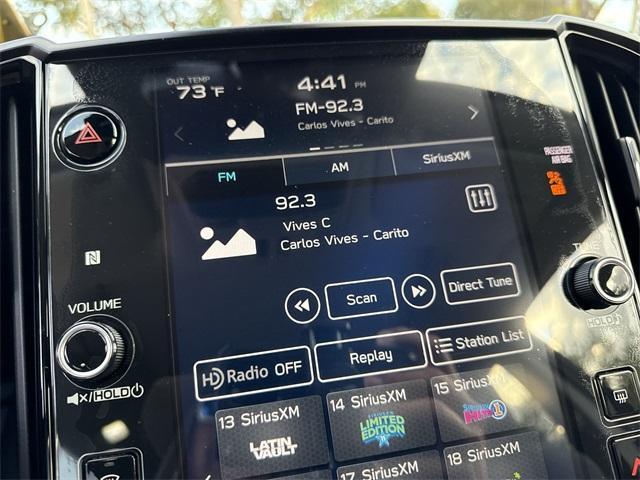 OUT TEMP
73°F
4:41 PM
FM-92.3
Carlos Vives - Carito
FM
AM
SiriusXM
PASSENGER
AIR BAG
92.3
Vives C
Carlos Vives - Carito
VOLUME
TUNE
HOLD
Scan
Direct Tune
HD Radio OFF
Replay
Station List
HOLD
13 SiriusXM
LATIN
VAULT
14 SiriusXM
LIMITED
EDITION
15 SiriusXM
HITS 1
17 SiriusXM
18 SiriusXM